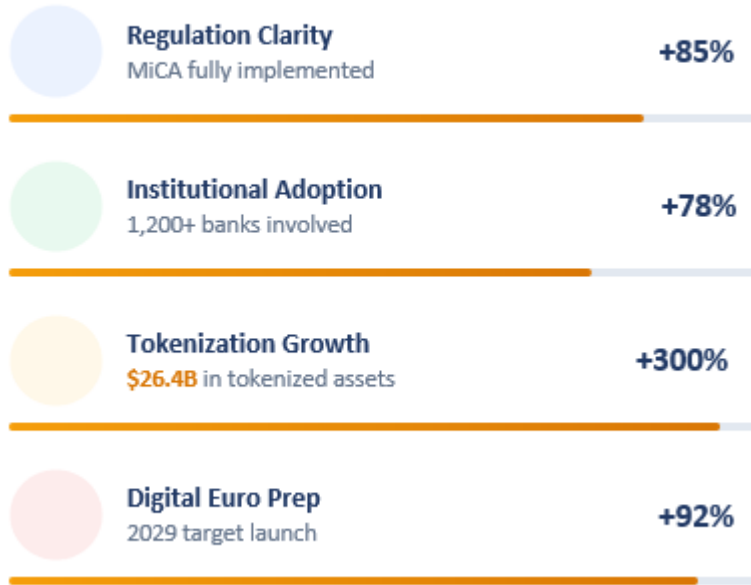 Regulation Clarity
MiCA fully implemented
+85%
Institutional Adoption
1,200+ banks involved
+78%
Tokenization Growth
$26.4B in tokenized assets
+300%
Digital Euro Prep
2029 target launch
+92%